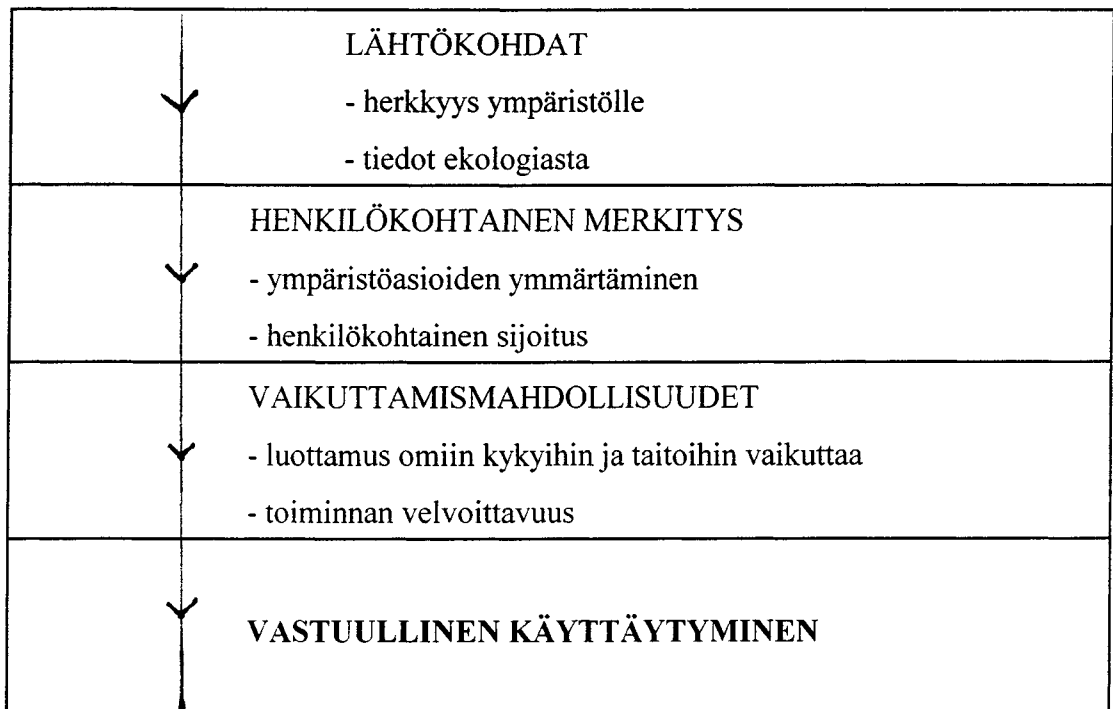 LÄHTÖKOHDAT
- herkkyys ympäristölle
- tiedot ekologiasta
HENKILÖKOHTAINEN MERKITYS
- ympäristöasioiden ymmärtäminen
- henkilökohtainen sijoitus
VAIKUTTAMISMAHDOLLISUUDET
- luottamus omiin kykyihin ja taitoihin vaikuttaa
- toiminnan velvoittavuus
VASTUULLINEN KÄYTTÄYTYMINEN